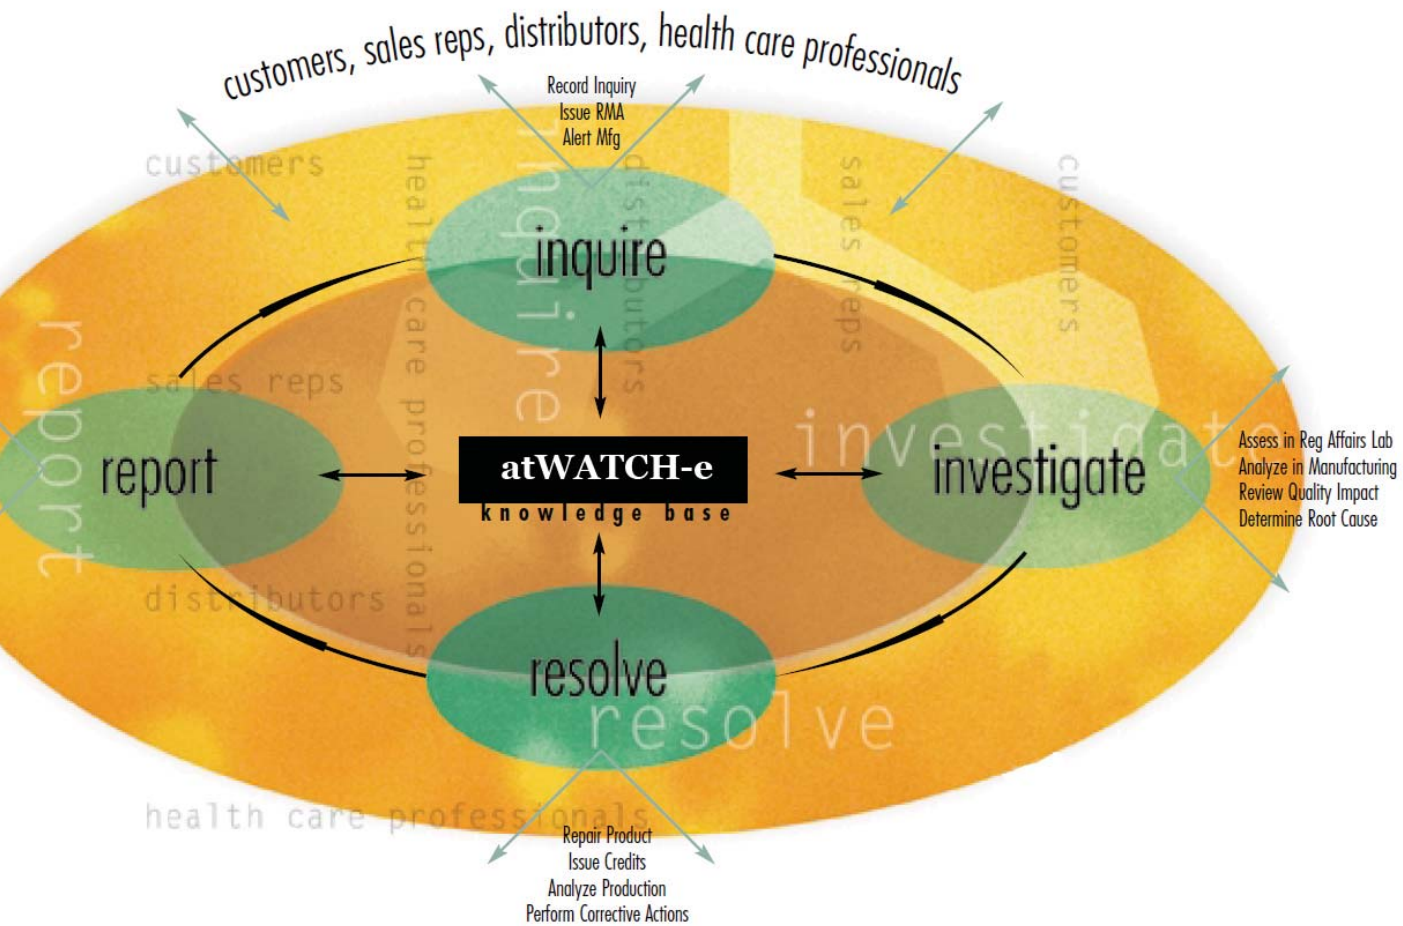 customers, sales reps, distributors, health care professionals
Record Inquiry
Issue RMA
Alert Mfg
customers
health care professionals
inquire
distributors
sales reps
customers
inquire
report
sales reps
investigate
report
atWATCH-e
knowledge base
investigate
Assess in Reg Affairs Lab
Analyze in Manufacturing
Review Quality Impact
Determine Root Cause
distributors
resolve
resolve
health care professionals
Repair Product
Issue Credits
Analyze Production
Perform Corrective Actions